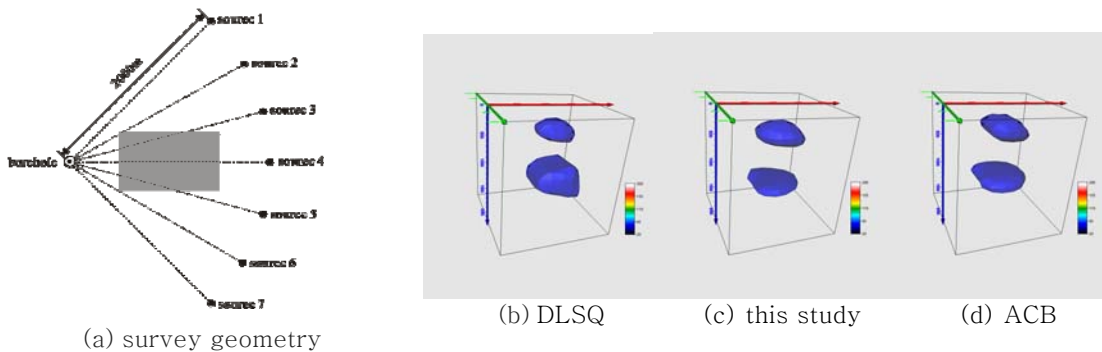 source 1
source 2
source 3
source 4
source 5
source 6
source 7
2000m
borehole
(a) survey geometry
(b) DLSQ
(c) this study
(d) ACB